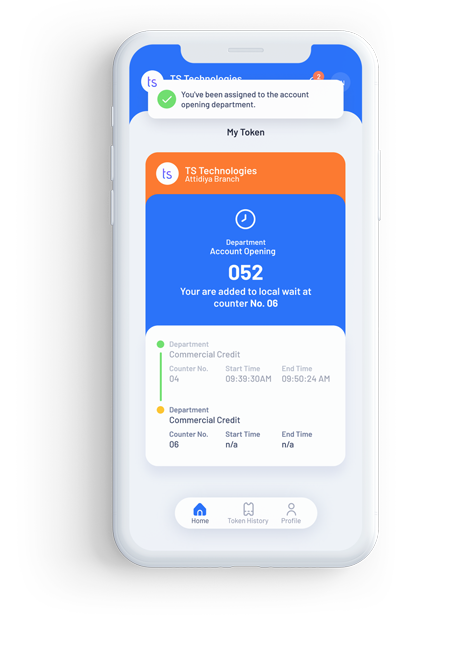 ts
TS Technologies
2
You've been assigned to the account
opening department.
My Token
ts
TS Technologies
Attidiya Branch
Department
Account Opening
052
Your are added to local wait at
counter No. 06
Department
Commercial Credit
Counter No. Start Time End Time
04 09:39:30AM 09:50:24 AM
Department
Commercial Credit
Counter No. Start Time End Time
06 n/a n/a
Home Token History Profile